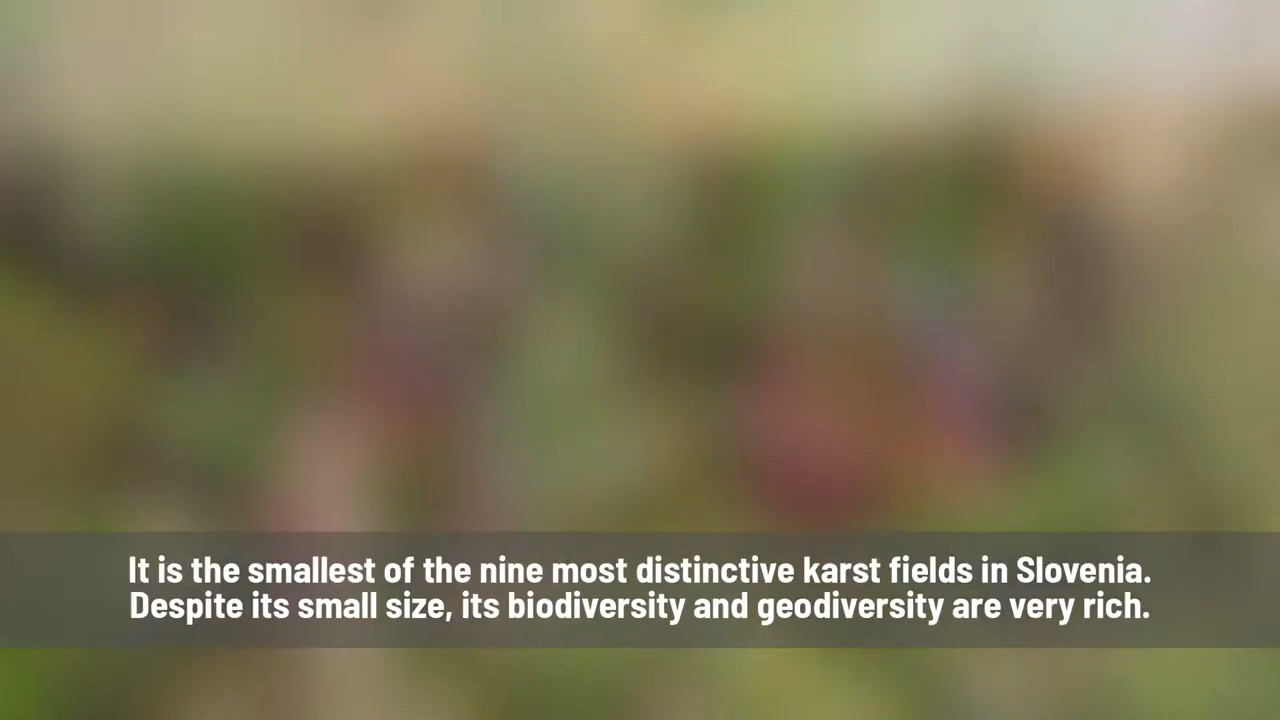 It is the smallest of the nine most distinctive karst fields in Slovenia.
Despite its small size, its biodiversity and geodiversity are very rich.